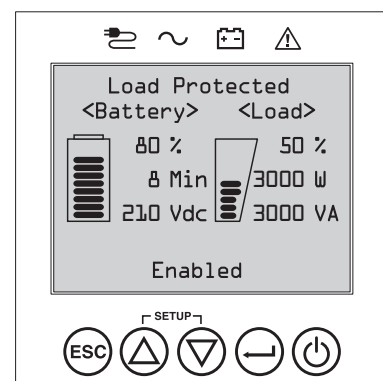 Load Protected
<Battery> <Load>
80 % 50 %
8 Min 3000 W
210 Vdc 3000 VA
Enabled
SETUP
ESC